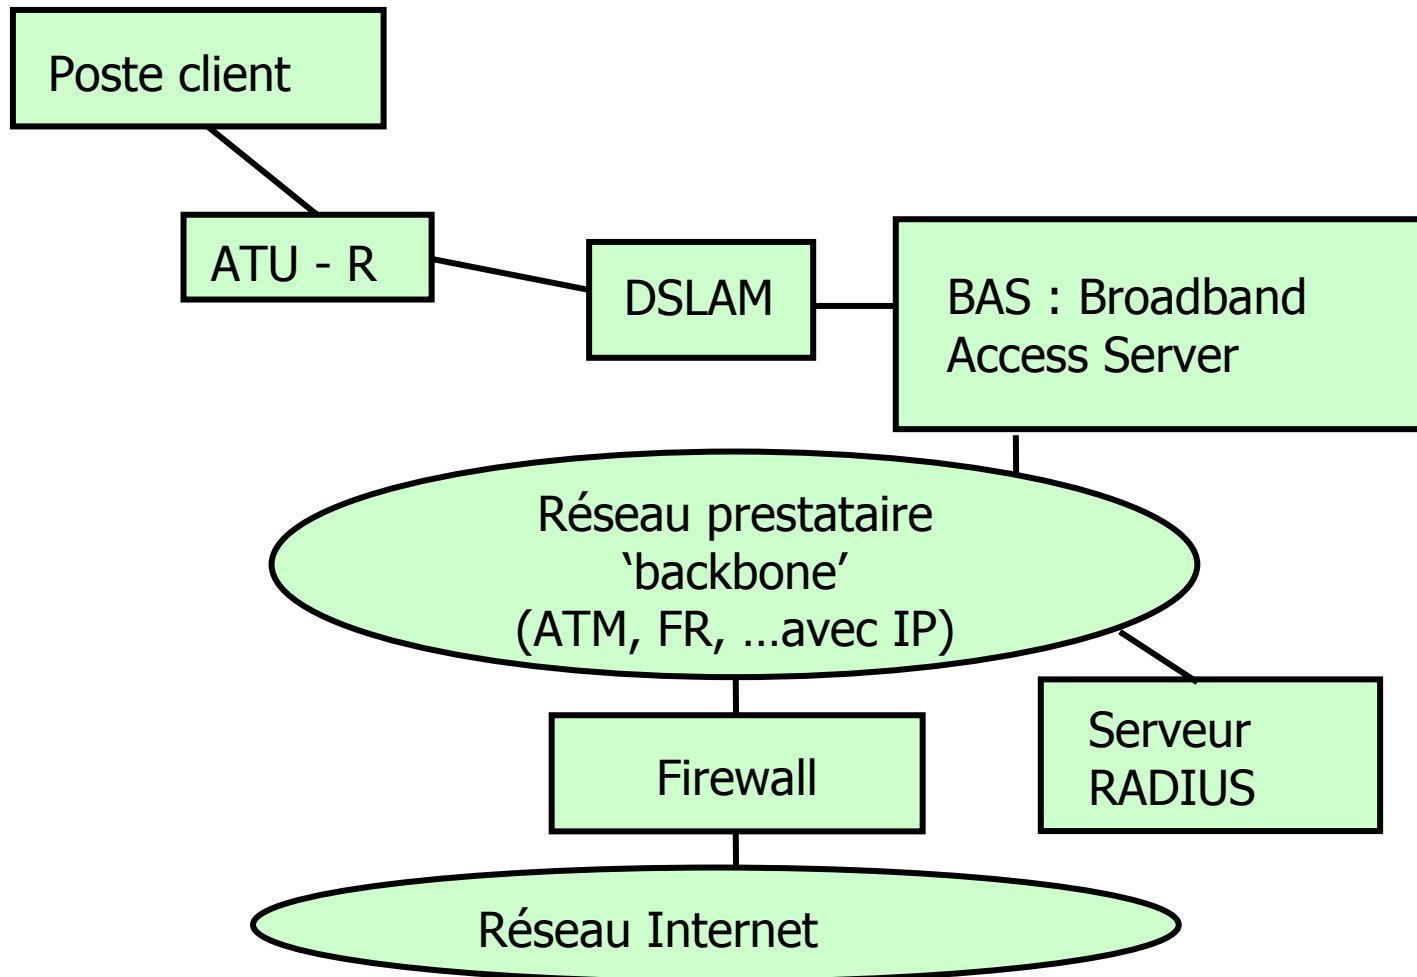 Poste client
ATU - R
DSLAM
BAS : Broadband
Access Server
Réseau prestataire
‘backbone’
(ATM, FR, …avec IP)
Serveur
RADIUS
Firewall
Réseau Internet